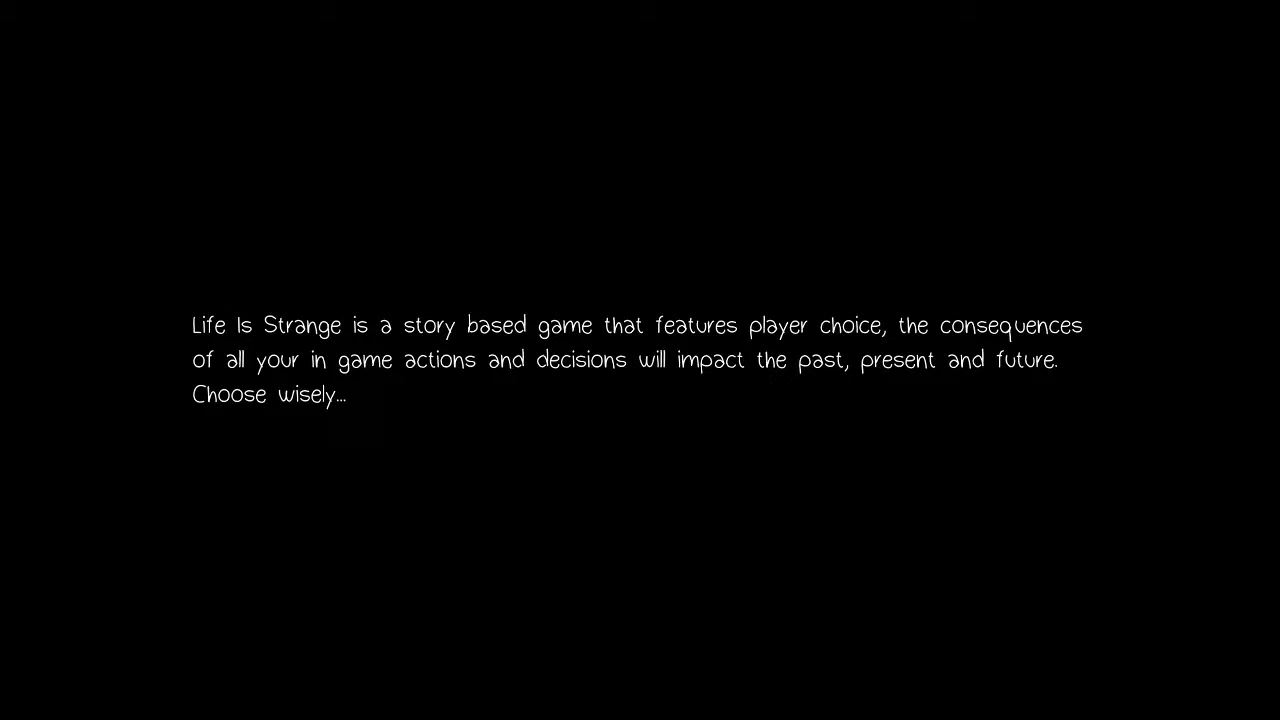 Life Is Strange is a story based game that features player choice, the consequences
of all your in game actions and decisions will impact the past, present and future.
Choose wisely...